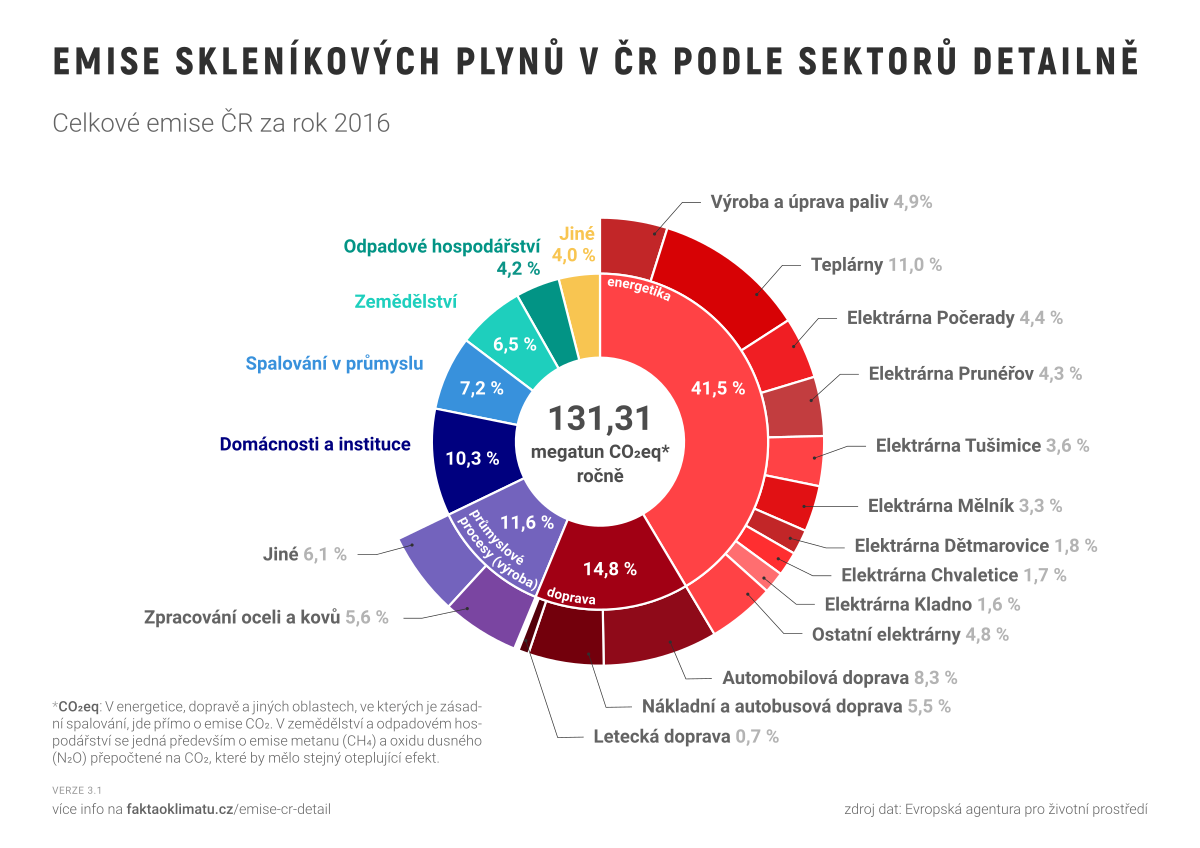 EMISE SKLENÍKOVÝCH PLYNŮ V ČR PODLE SEKTORŮ DETAILNĚ
Celkové emise ČR za rok 2016
Výroba a úprava paliv 4,9%
Jiné
4,0 %
Odpadové hospodářství
4,2 %
Teplárny 11,0 %
energetika
Zemědělství
Elektrárna Počerady 4,4 %
6,5 %
Spalování v průmyslu
Elektrárna Prunéřov 4,3 %
7,2 %
41,5 %
131,31
megatun CO₂eq*
ročně
Domácnosti a instituce
10,3 %
Elektrárna Tušimice 3,6 %
Elektrárna Mělník 3,3 %
11,6 %
průmyslové
procesy (výroba)
Elektrárna Dětmarovice 1,8 %
Jiné 6,1 %
14,8 %
doprava
Elektrárna Chvaletice 1,7 %
Elektrárna Kladno 1,6 %
Zpracování oceli a kovů 5,6 %
Ostatní elektrárny 4,8 %
Automobilová doprava 8,3 %
Nákladní a autobusová doprava 5,5 %
Letecká doprava 0,7 %
*CO₂eq: V energetice, dopravě a jiných oblastech, ve kterých je zásad-
ní spalování, jde přímo o emise CO₂. V zemědělství a odpadovém hos-
podářství se jedná především o emise metanu (CH₄) a oxidu dusného
(N₂O) přepočtené na CO₂, které by mělo stejný oteplující efekt.
VERZE 3.1
více info na faktaoklimatu.cz/emise-cr-detail
zdroj dat: Evropská agentura pro životní prostředí